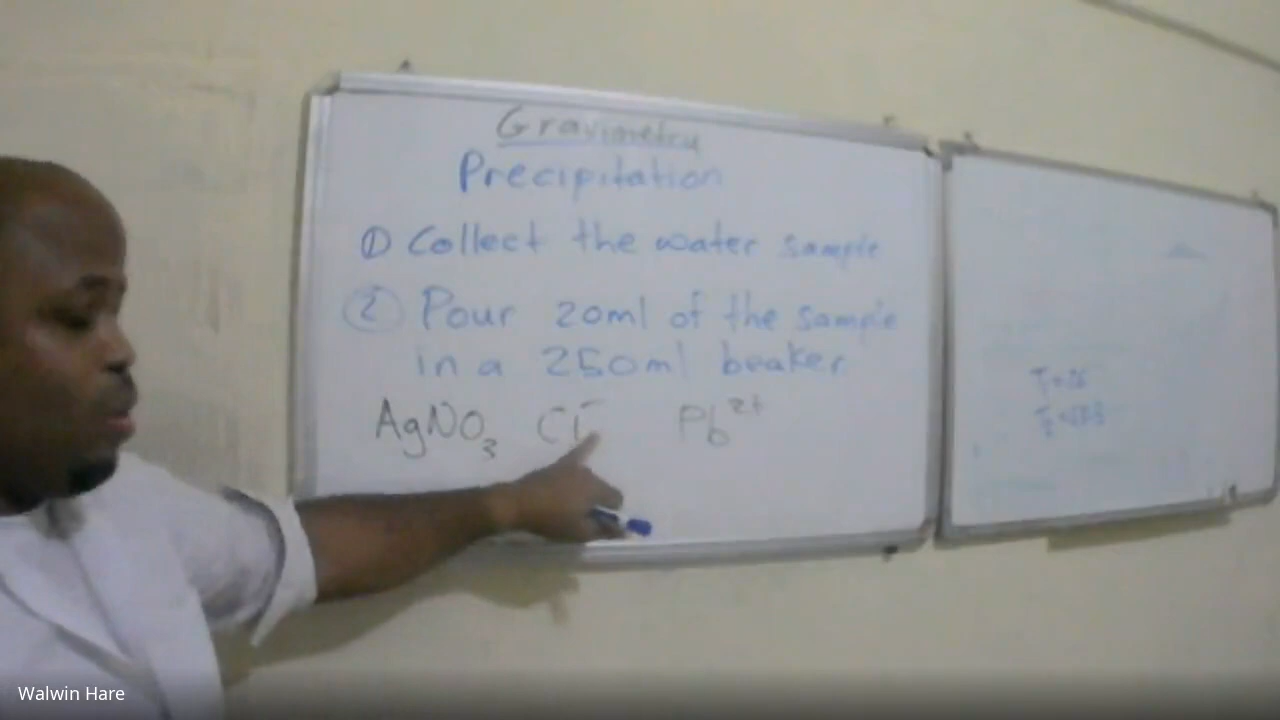 Gravimetry
Precipitation
① Collect the water sample
② Pour 20ml of the sample
in a 250ml beaker
AgNO₃ Cl⁻ Pb²⁺
Walwin Hare